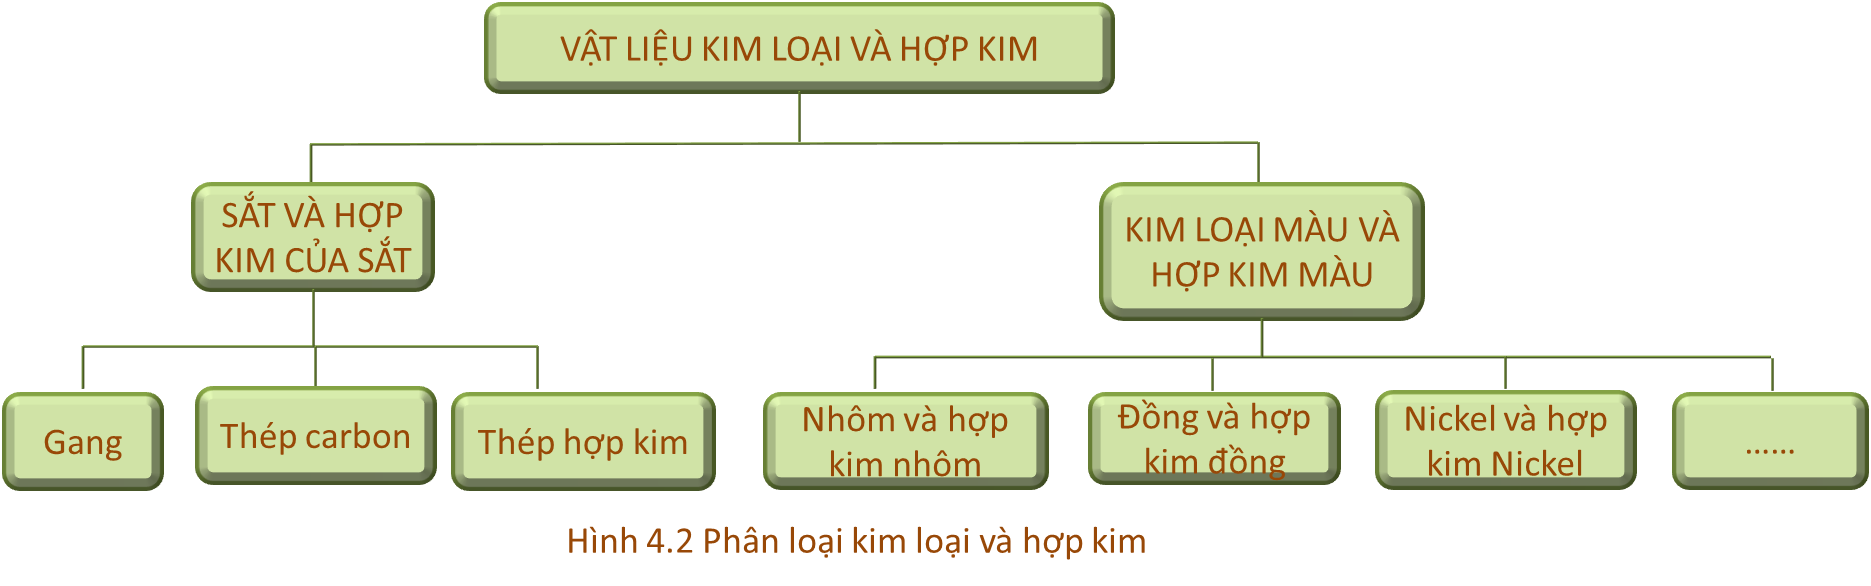 VẬT LIỆU KIM LOẠI VÀ HỢP KIM
SẮT VÀ HỢP
KIM CỦA SẮT
KIM LOẠI MÀU VÀ
HỢP KIM MÀU
Gang
Thép carbon
Thép hợp kim
Nhôm và hợp
kim nhôm
Đồng và hợp
kim đồng
Nickel và hợp
kim Nickel
......
Hình 4.2 Phân loại kim loại và hợp kim